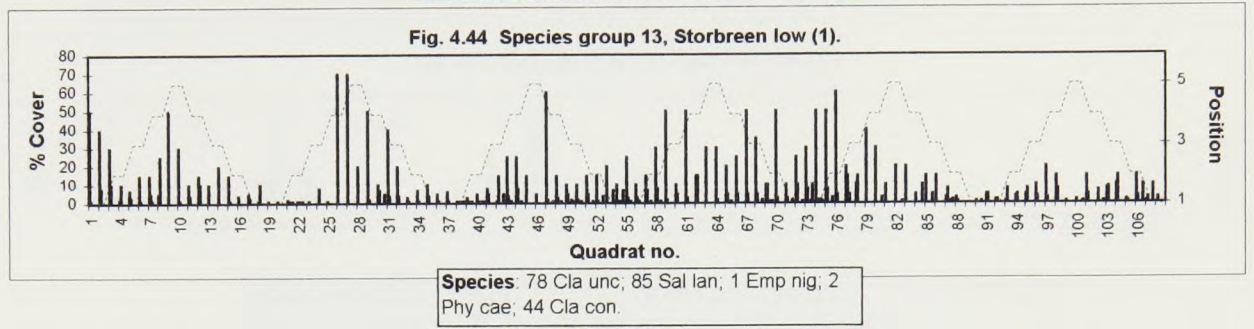 Fig. 4.44 Species group 13, Storbreen low (1).
80
70
60
50
40
30
20
10
0
% Cover
5
3
1
Position
1 4 7 10 13 16 19 22 25 28 31 34 37 40 43 46 49 52 55 58 61 64 67 70 73 76 79 82 85 88 91 94 97 100 103 106
Quadrat no.
Species: 78 Cla unc; 85 Sal lan; 1 Emp nig; 2
Phy cae; 44 Cla con.